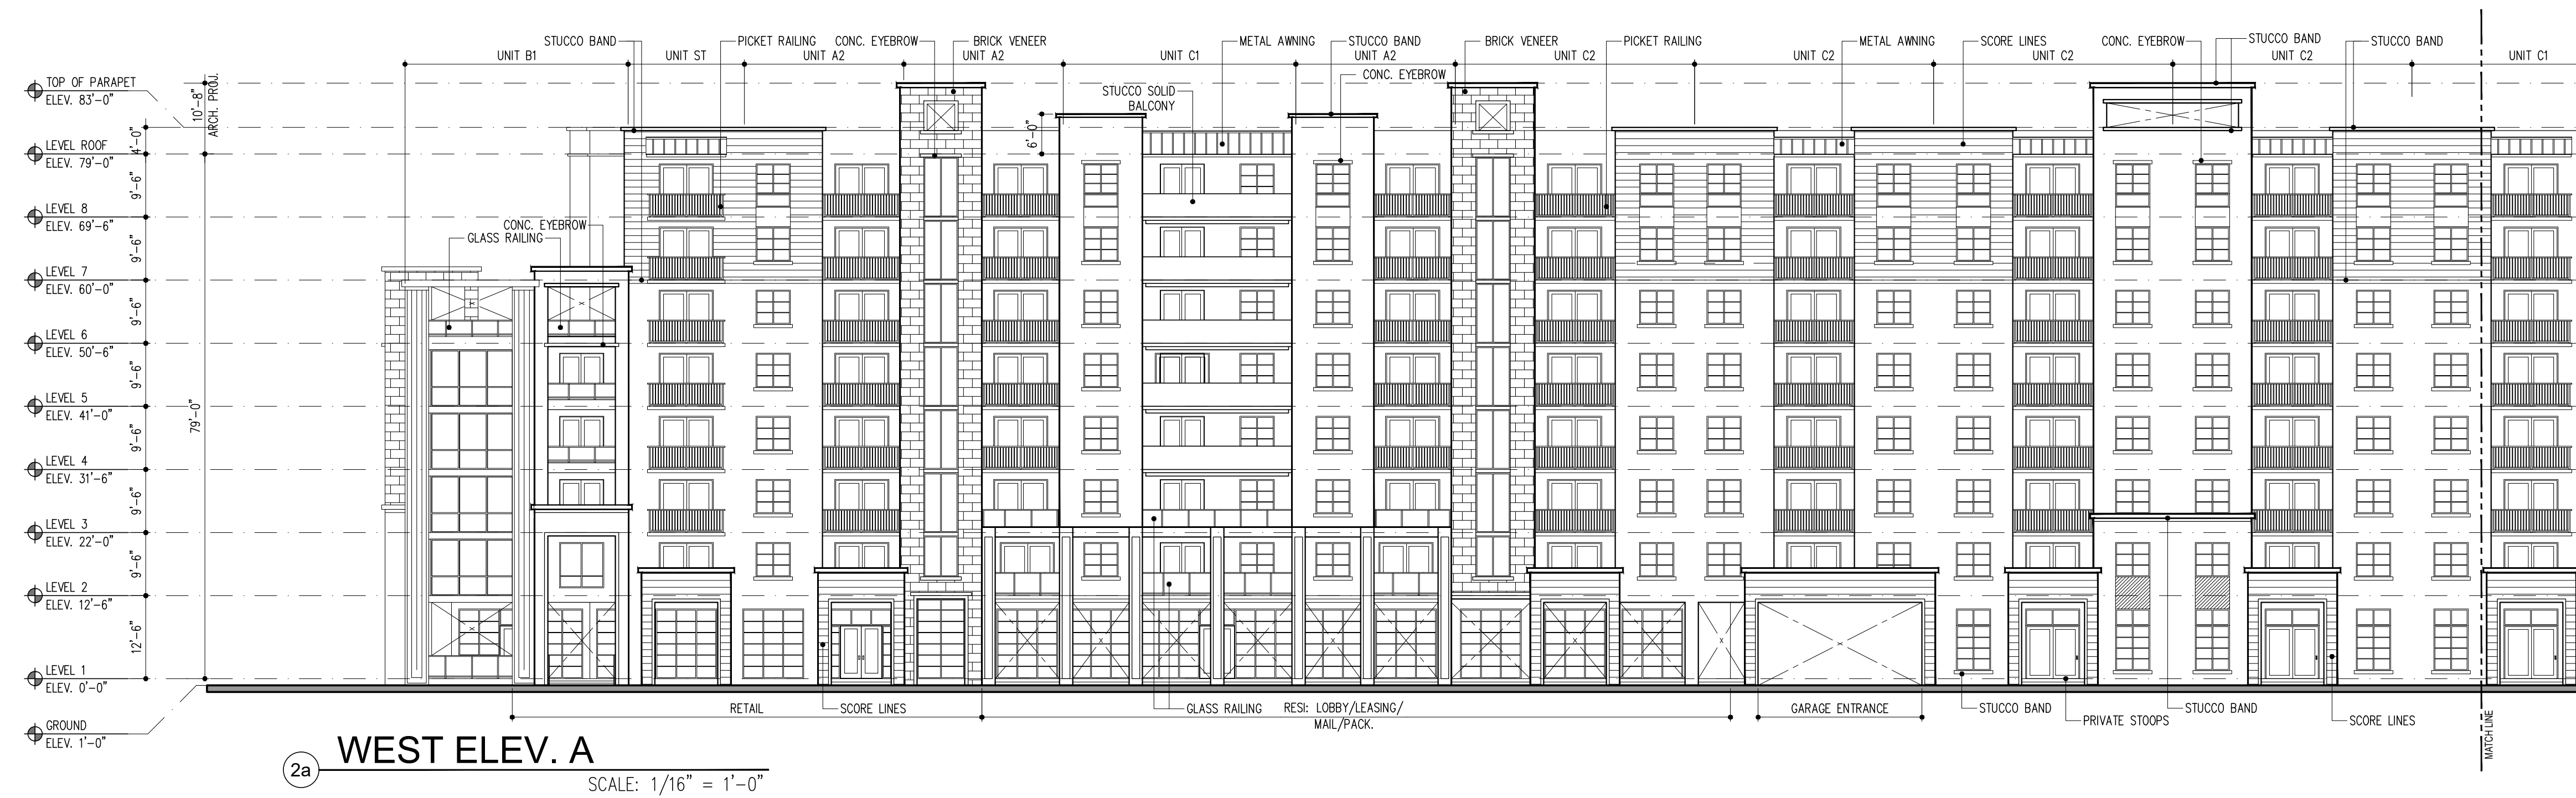 STUCCO BAND
PICKET RAILING
CONC. EYEBROW
BRICK VENEER
METAL AWNING
STUCCO BAND
BRICK VENEER
PICKET RAILING
METAL AWNING
SCORE LINES
CONC. EYEBROW
STUCCO BAND
STUCCO BAND
UNIT B1
UNIT ST
UNIT A2
UNIT A2
UNIT C1
UNIT A2
UNIT C2
UNIT C2
UNIT C2
UNIT C2
UNIT C1
CONC. EYEBROW
STUCCO SOLID
BALCONY
TOP OF PARAPET
ELEV. 83'-0"
10'-8"
ARCH. PROJ.
4'-0"
6'-0"
LEVEL ROOF
ELEV. 79'-0"
9'-6"
LEVEL 8
ELEV. 69'-6"
9'-6"
CONC. EYEBROW
GLASS RAILING
LEVEL 7
ELEV. 60'-0"
9'-6"
LEVEL 6
ELEV. 50'-6"
9'-6"
LEVEL 5
ELEV. 41'-0"
79'-0"
9'-6"
LEVEL 4
ELEV. 31'-6"
9'-6"
LEVEL 3
ELEV. 22'-0"
9'-6"
LEVEL 2
ELEV. 12'-6"
12'-6"
LEVEL 1
ELEV. 0'-0"
GROUND
ELEV. 1'-0"
RETAIL
SCORE LINES
GLASS RAILING
RESI: LOBBY/LEASING/
MAIL/PACK.
GARAGE ENTRANCE
STUCCO BAND
PRIVATE STOOPS
STUCCO BAND
SCORE LINES
MATCH LINE
2a
WEST ELEV. A
SCALE: 1/16" = 1'-0"